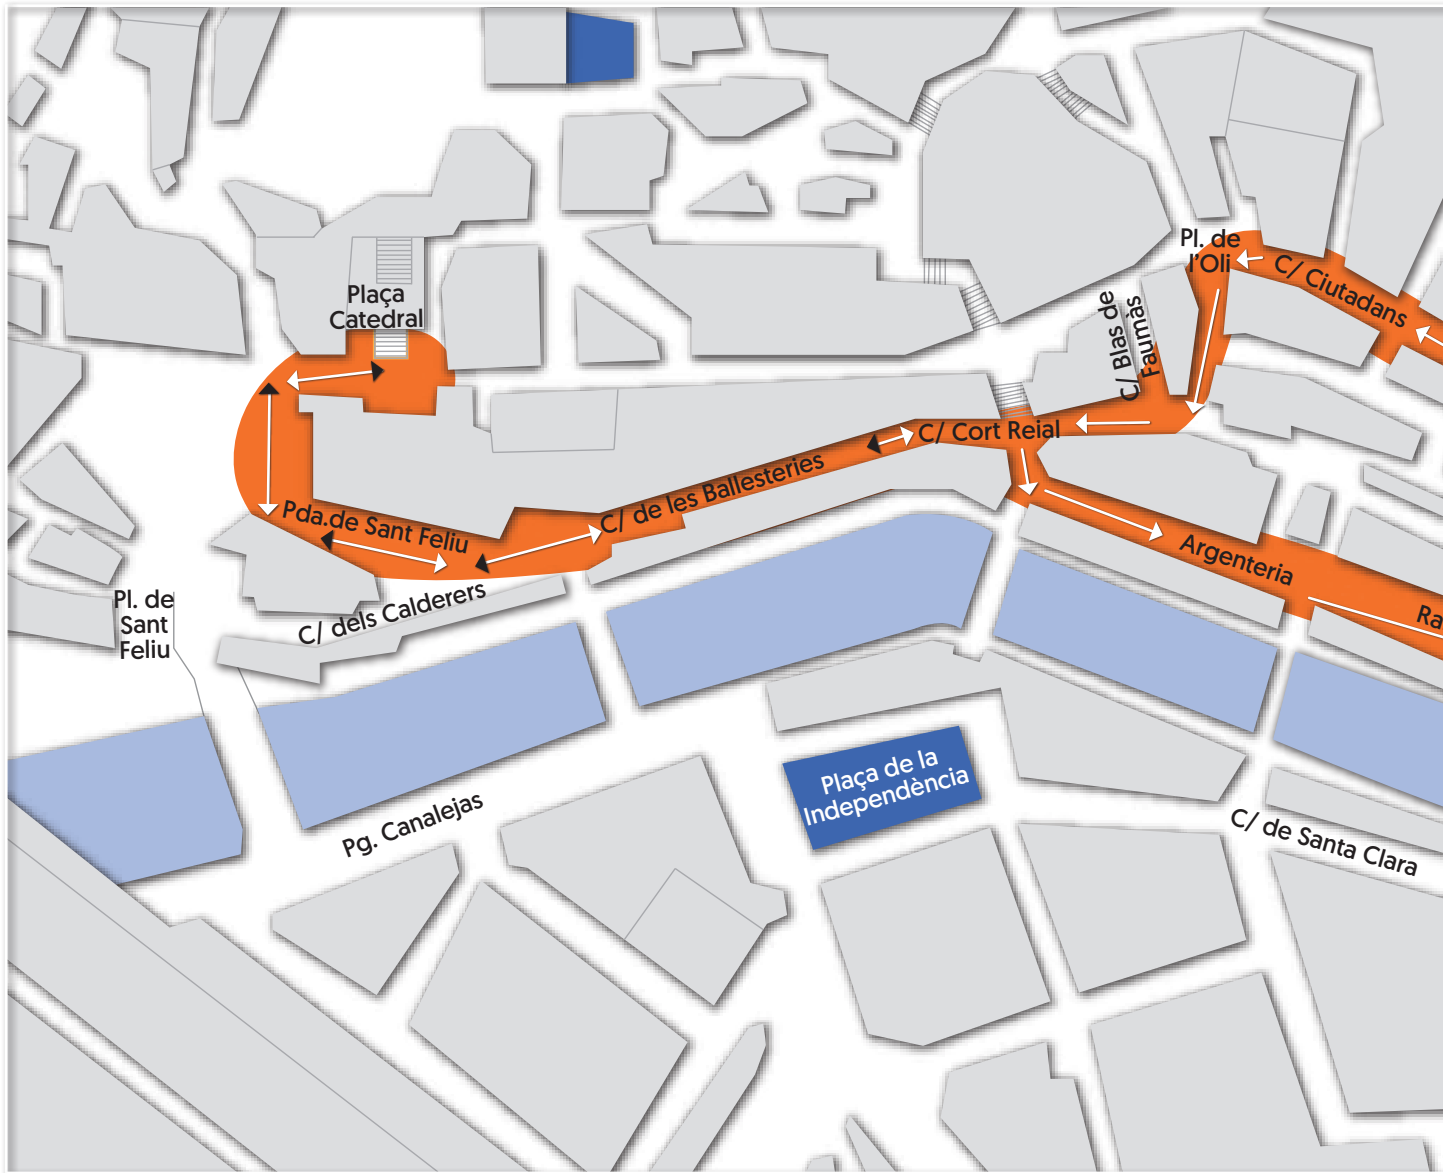 Pl. de
l'Oli
C/ Ciutadans
Plaça
Catedral
C/ Blas de
Faumàs
C/ Cort Reial
C/ de les Ballesteries
Pda.de Sant Feliu
Argenteria
Ra
Pl. de
Sant
Feliu
C/ dels Calderers
Plaça de la
Independència
Pg. Canalejas
C/ de Santa Clara